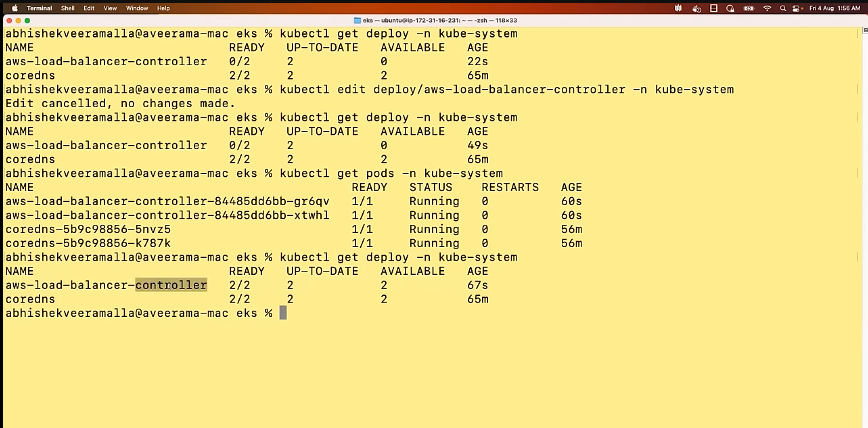 Terminal Shell Edit View Window Help Fri 4 Aug 1:56 AM
eks — ubuntu@ip-172-31-16-231: ~ — -zsh — 118×33
abhishekveeramalla@aveerama-mac eks % kubectl get deploy -n kube-system
NAME READY UP-TO-DATE AVAILABLE AGE
aws-load-balancer-controller 0/2 2 0 22s
coredns 2/2 2 2 65m
abhishekveeramalla@aveerama-mac eks % kubectl edit deploy/aws-load-balancer-controller -n kube-system
Edit cancelled, no changes made.
abhishekveeramalla@aveerama-mac eks % kubectl get deploy -n kube-system
NAME READY UP-TO-DATE AVAILABLE AGE
aws-load-balancer-controller 0/2 2 0 49s
coredns 2/2 2 2 65m
abhishekveeramalla@aveerama-mac eks % kubectl get pods -n kube-system
NAME READY STATUS RESTARTS AGE
aws-load-balancer-controller-84485dd6bb-gr6qv 1/1 Running 0 60s
aws-load-balancer-controller-84485dd6bb-xtwhl 1/1 Running 0 60s
coredns-5b9c98856-5nvz5 1/1 Running 0 56m
coredns-5b9c98856-k787k 1/1 Running 0 56m
abhishekveeramalla@aveerama-mac eks % kubectl get deploy -n kube-system
NAME READY UP-TO-DATE AVAILABLE AGE
aws-load-balancer-controller 2/2 2 2 67s
coredns 2/2 2 2 65m
abhishekveeramalla@aveerama-mac eks %